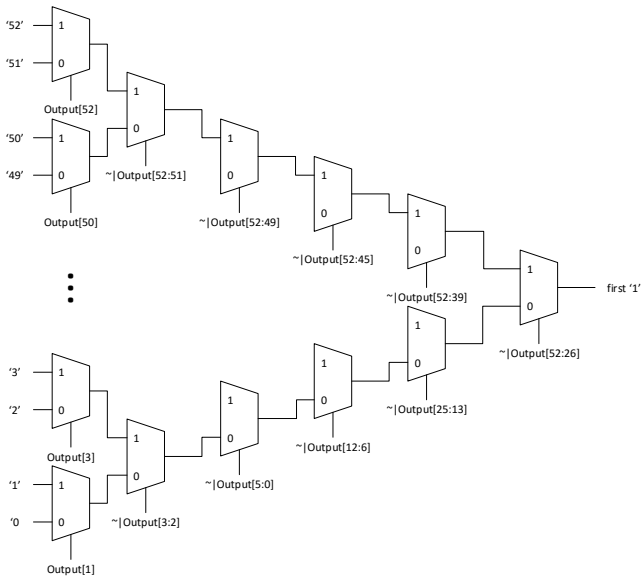 '52'
1
'51'
0
Output[52]
1
'50'
1
0
'49'
0
~|Output[52:51]
Output[50]
1
0
~|Output[52:49]
1
0
~|Output[52:45]
1
0
~|Output[52:39]
1
0
first '1'
~|Output[52:26]
'3'
1
'2'
0
Output[3]
1
0
'1'
1
'0
0
~|Output[3:2]
Output[1]
1
0
~|Output[5:0]
1
0
~|Output[12:6]
1
0
~|Output[25:13]